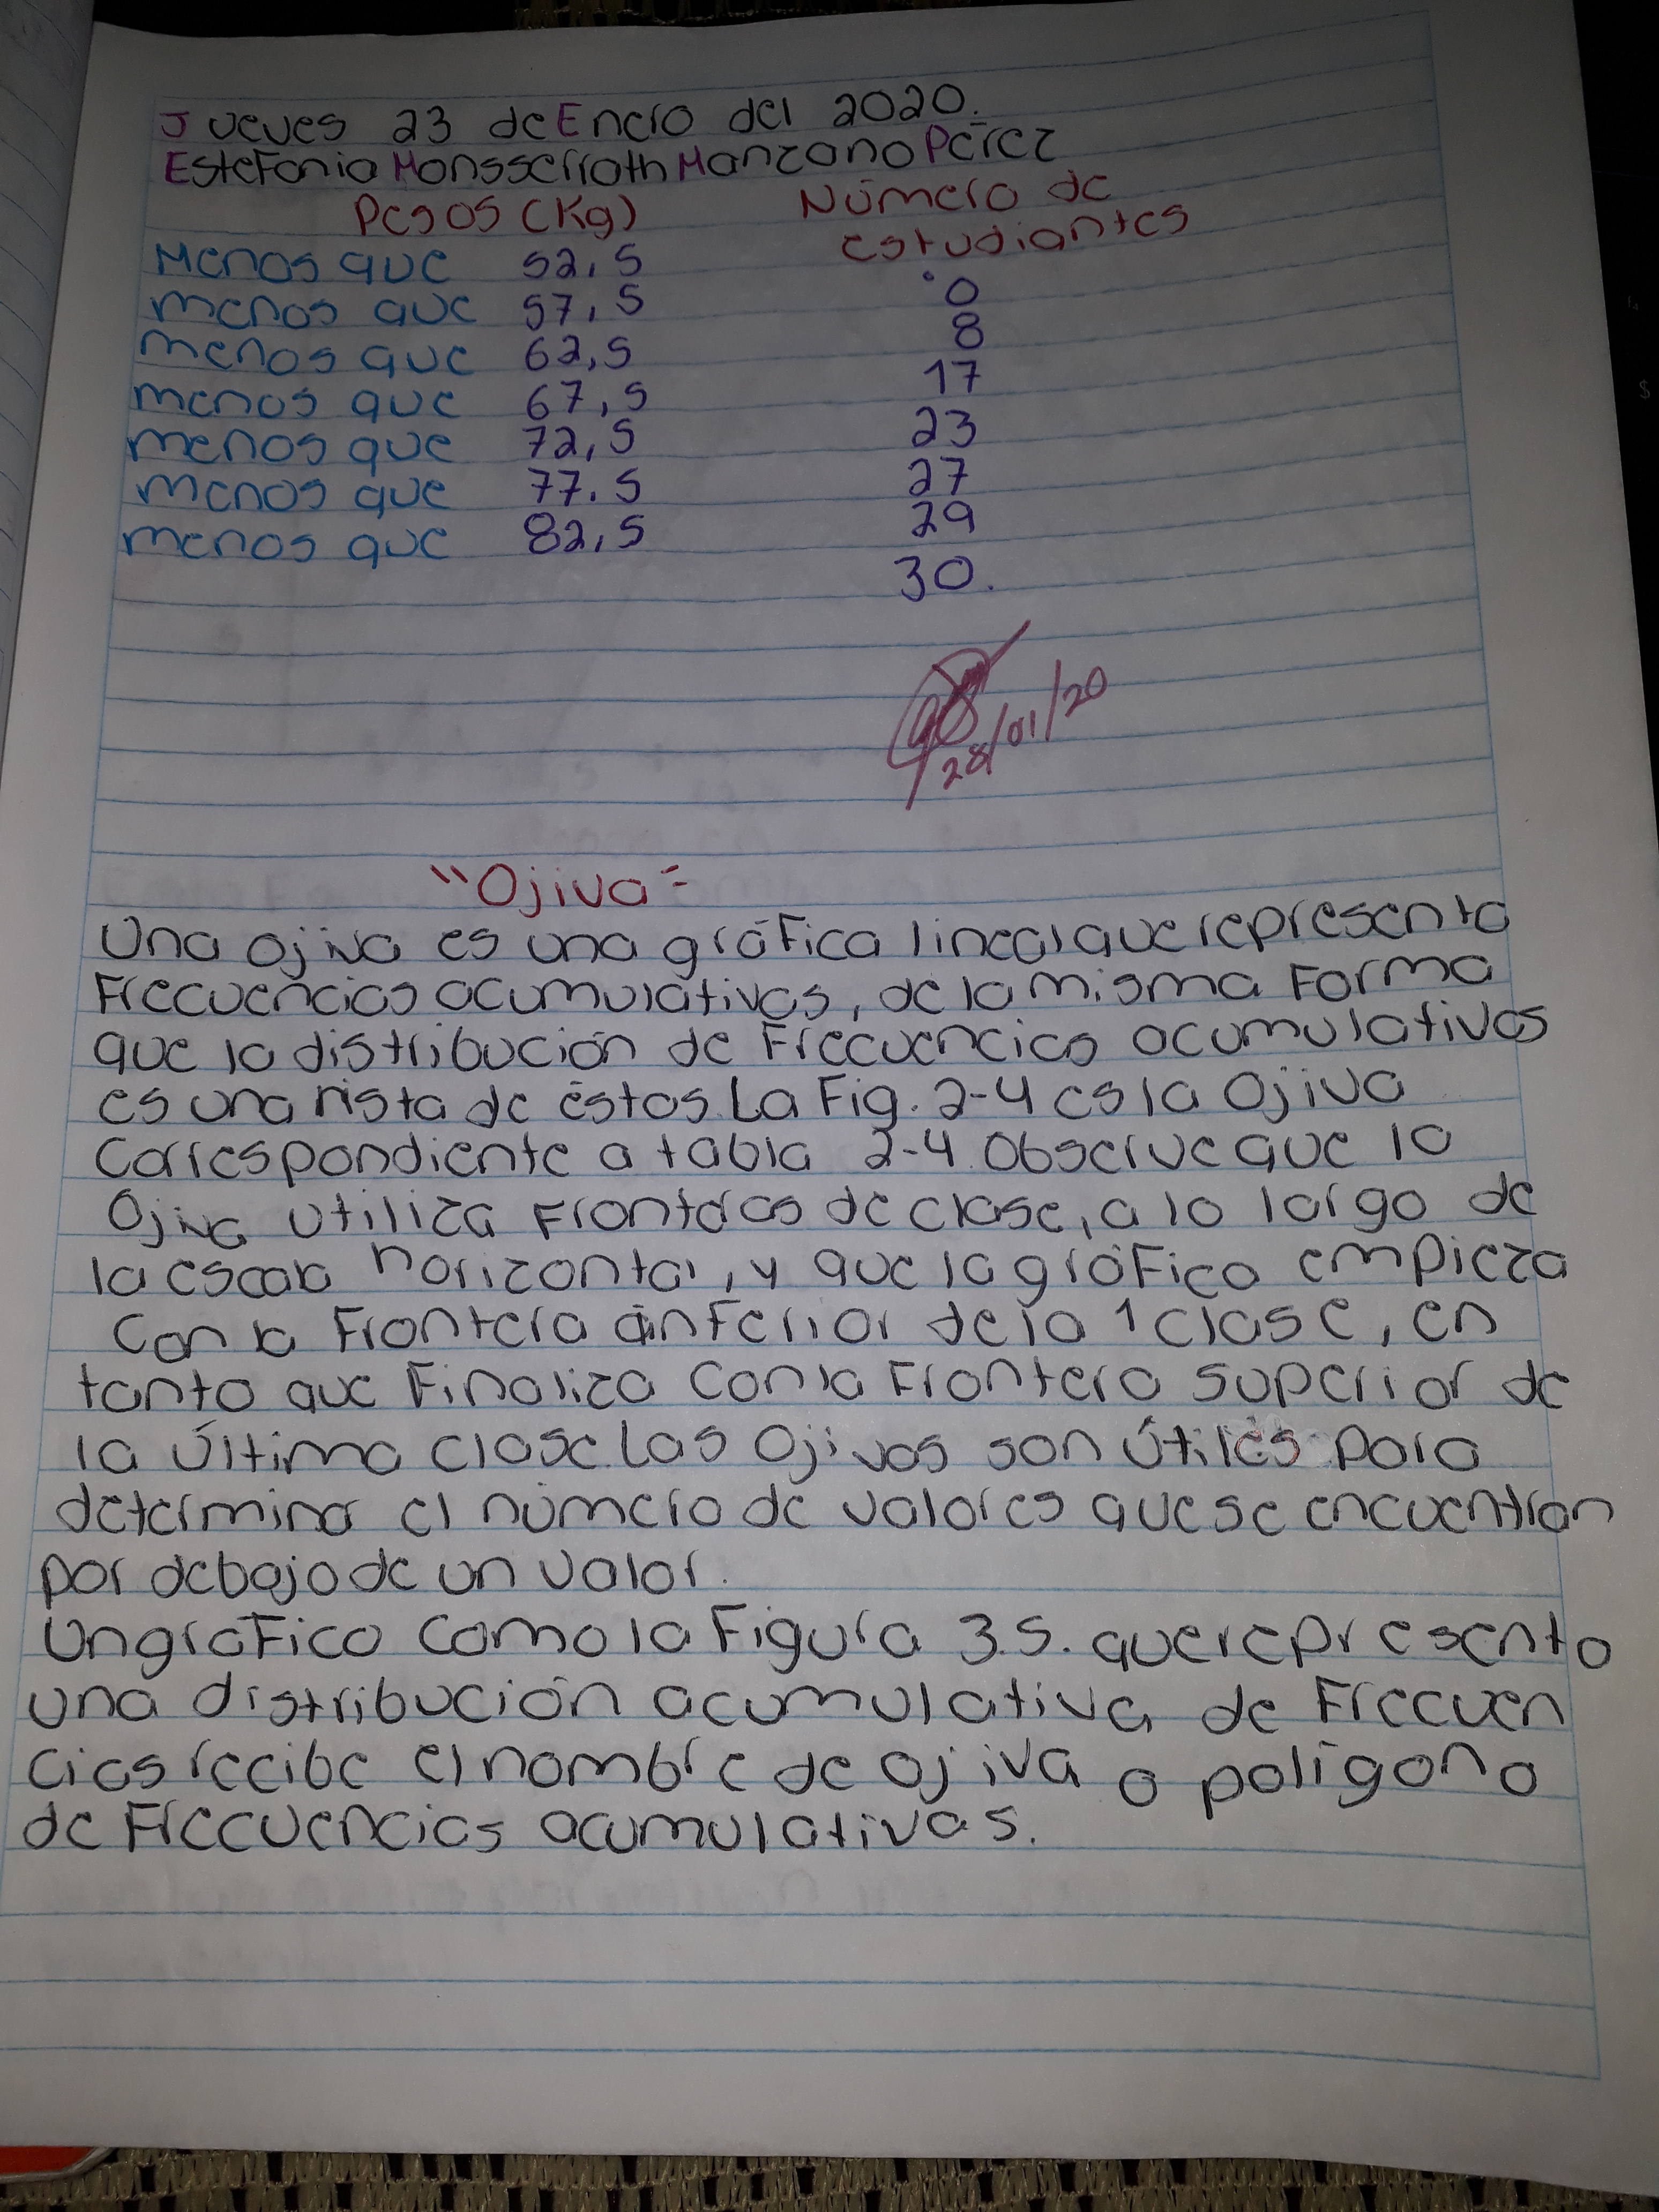 Jueves 23 de Enero del 2020.
Estefania Monsserrath Manzano Pérez
Pesos (Kg) Número de
estudiantes
Menos que 52,5 0
menos que 57,5 8
menos que 62,5 17
menos que 67,5 23
menos que 72,5 27
menos que 77.5 29
menos que 82,5 30.
28/01/20
"Ojiva"
Una ojiva es una gráfica lineal que representa
Frecuencias acumulativas, de la misma Forma
que la distribución de Frecuencias acumulativas
es una lista de éstas La Fig. 2-4 es la Ojiva
Correspondiente a tabla 2-4. Observe que la
Ojiva utiliza Fronteras de clase, a lo largo de
la escala horizontal, y que la gráFica empieza
Con la Frontera inFerior de la 1 clase, en
tanto que Finaliza con la Frontera superior de
la última clase. Las Ojivas son útiles para
determinar el número de valores que se encuentran
por debajo de un valor.
Un gráFico como la Figura 3.5. que representa
una distribución acumulativa de Frecuen
cias recibe el nombre de ojiva o polígono
de Frecuencias acumulativas.